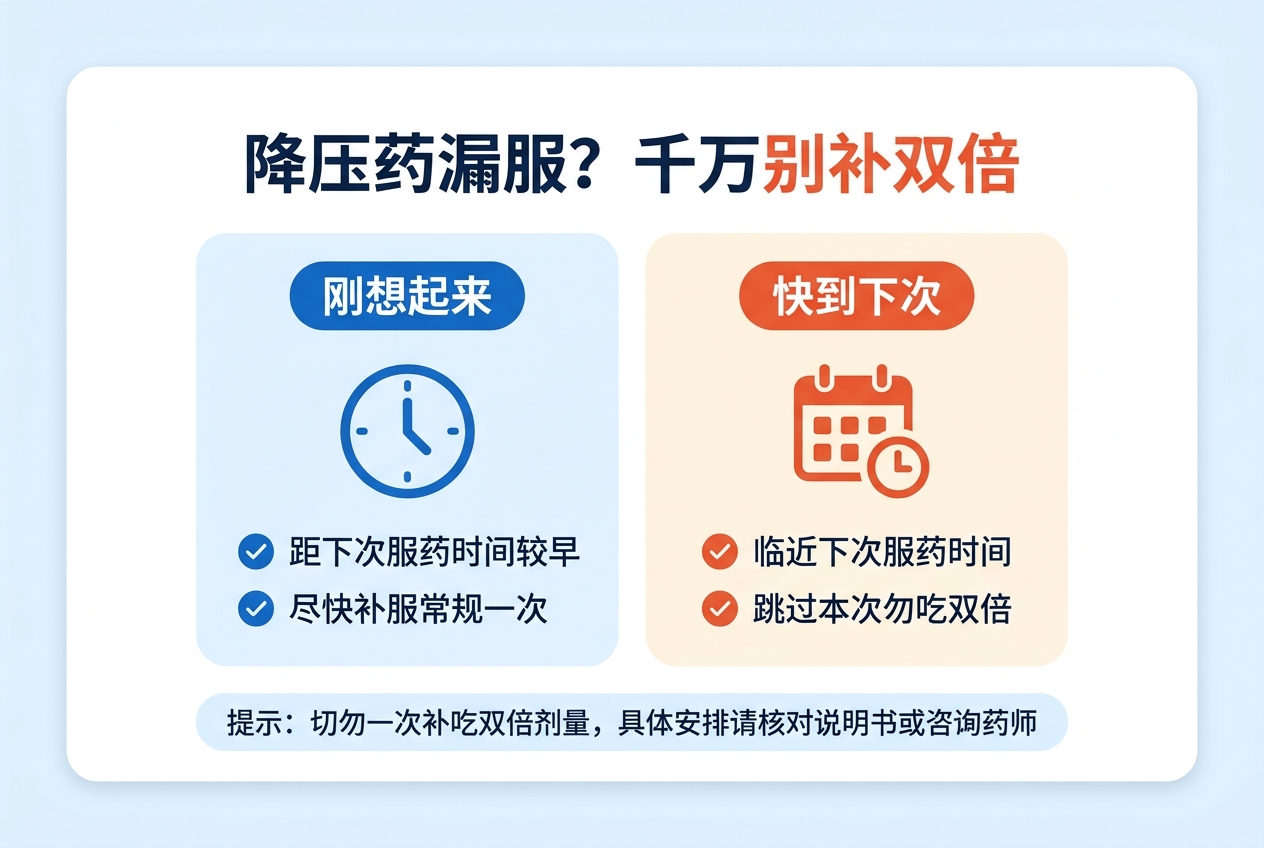 降压药漏服？千万别补双倍
刚想起来
距下次服药时间较早
尽快补服常规一次
快到下次
临近下次服药时间
跳过本次勿吃双倍
提示：切勿一次补吃双倍剂量，具体安排请核对说明书或咨询药师